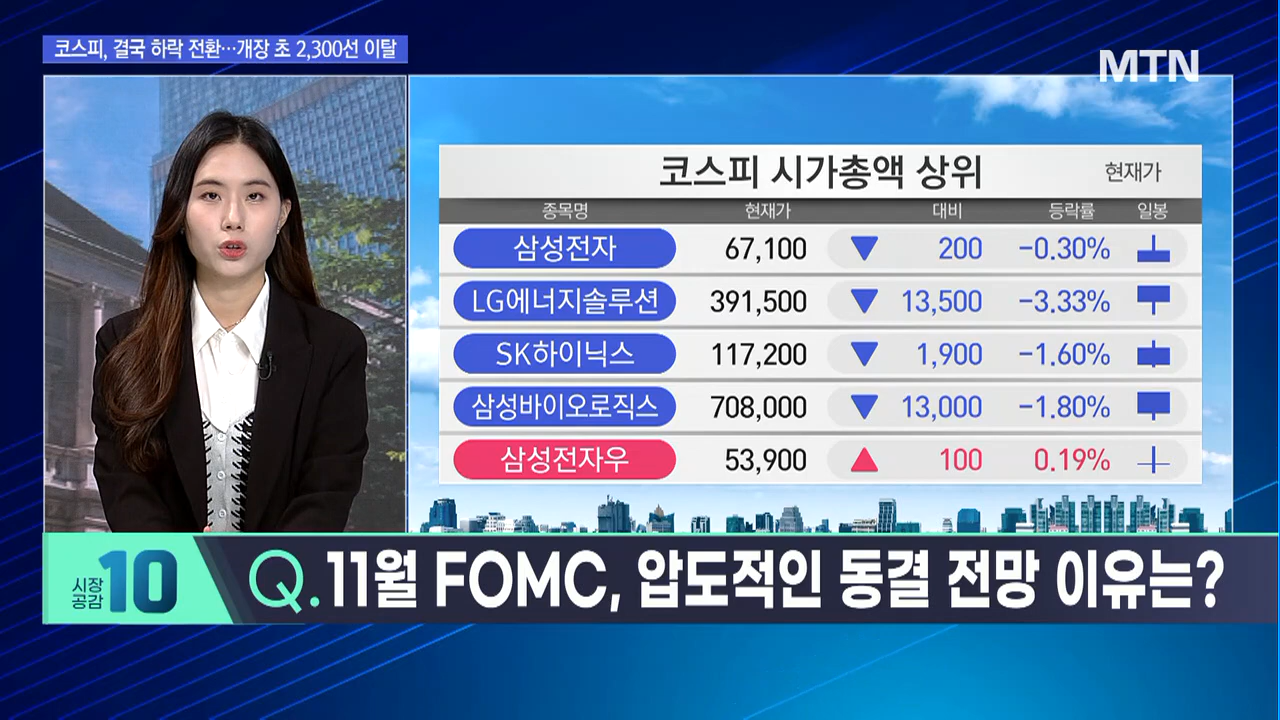 코스피, 결국 하락 전환…개장 초 2,300선 이탈
MTN
코스피 시가총액 상위 현재가
종목명 현재가 대비 등락률 일봉
삼성전자 67,100 ▼ 200 -0.30%
LG에너지솔루션 391,500 ▼ 13,500 -3.33%
SK하이닉스 117,200 ▼ 1,900 -1.60%
삼성바이오로직스 708,000 ▼ 13,000 -1.80%
삼성전자우 53,900 ▲ 100 0.19%
시장공감10
Q.11월 FOMC, 압도적인 동결 전망 이유는?